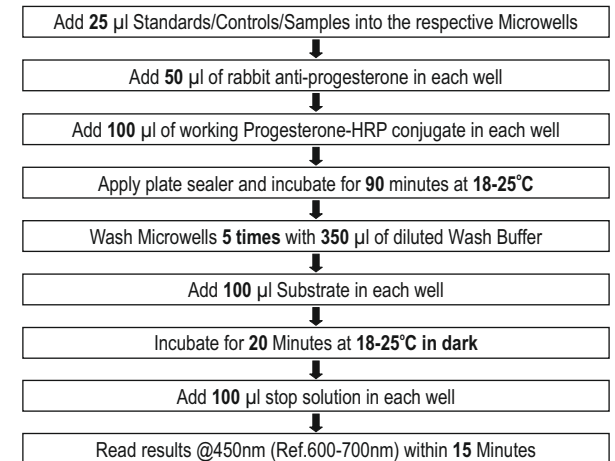 Add 25 µl Standards/Controls/Samples into the respective Microwells
Add 50 µl of rabbit anti-progesterone in each well
Add 100 µl of working Progesterone-HRP conjugate in each well
Apply plate sealer and incubate for 90 minutes at 18-25°C
Wash Microwells 5 times with 350 µl of diluted Wash Buffer
Add 100 µl Substrate in each well
Incubate for 20 Minutes at 18-25°C in dark
Add 100 µl stop solution in each well
Read results @450nm (Ref.600-700nm) within 15 Minutes